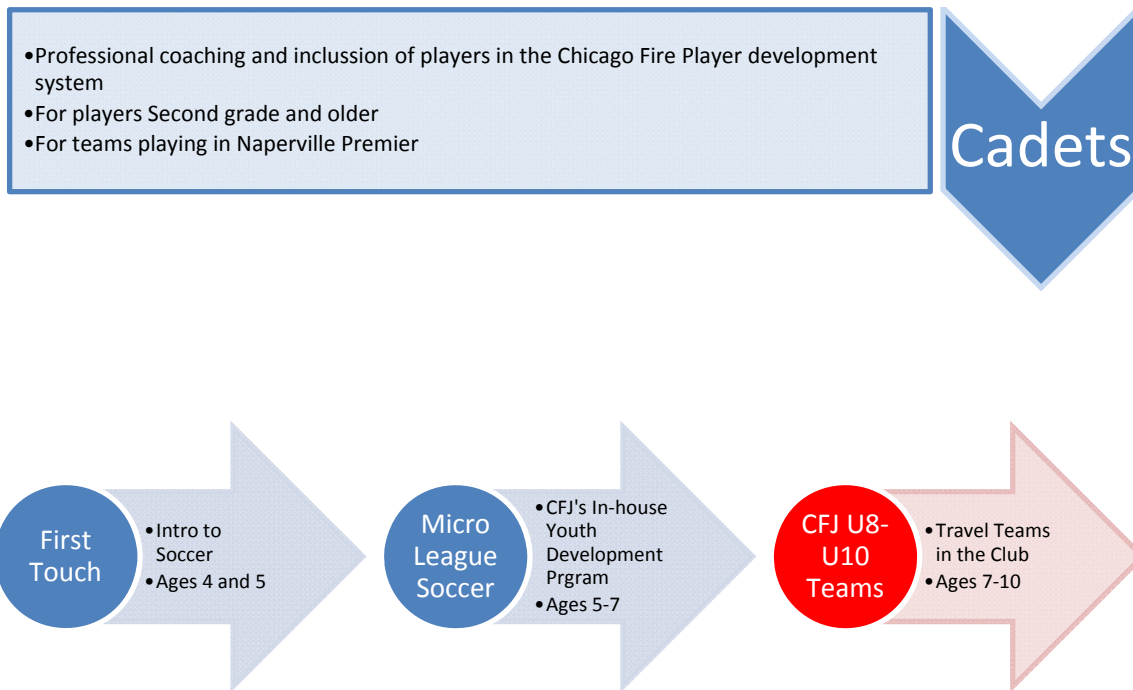 •Professional coaching and inclussion of players in the Chicago Fire Player development
system
•For players Second grade and older
•For teams playing in Naperville Premier
Cadets
First
Touch
•Intro to
Soccer
•Ages 4 and 5
Micro
League
Soccer
•CFJ's In-house
Youth
Development
Prgram
•Ages 5-7
CFJ U8-
U10
Teams
•Travel Teams
in the Club
•Ages 7-10